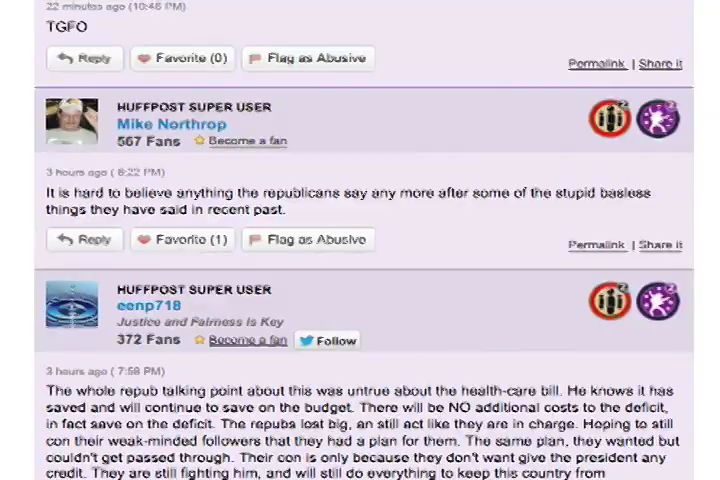 22 minutes ago (10:46 PM)
TGFO
Reply Favorite (0) Flag as Abusive Permalink | Share it
HUFFPOST SUPER USER
Mike Northrop
567 Fans Become a fan
3 hours ago ( 8:22 PM)
It is hard to believe anything the republicans say any more after some of the stupid basless
things they have said in recent past.
Reply Favorite (1) Flag as Abusive Permalink | Share it
HUFFPOST SUPER USER
eenp718
Justice and Fairness Is Key
372 Fans Become a fan Follow
3 hours ago ( 7:58 PM)
The whole repub talking point about this was untrue about the health-care bill. He knows it has
saved and will continue to save on the budget. There will be NO additional costs to the deficit,
in fact save on the deficit. The repubs lost big, an still act like they are in charge. Hoping to still
con their weak-minded followers that they had a plan for them. The same plan, they wanted but
couldn't get passed through. Their con is only because they don't want give the president any
credit. They are still fighting him, and will still do everything to keep this country from